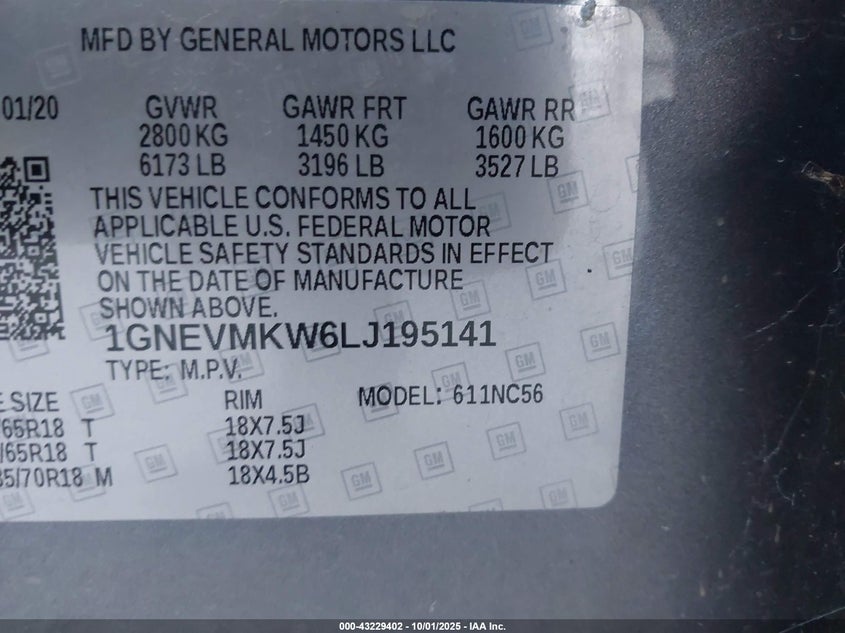 MFD BY GENERAL MOTORS LLC
01/20 GVWR GAWR FRT GAWR RR
2800 KG 1450 KG 1600 KG
6173 LB 3196 LB 3527 LB
THIS VEHICLE CONFORMS TO ALL
APPLICABLE U.S. FEDERAL MOTOR
VEHICLE SAFETY STANDARDS IN EFFECT
ON THE DATE OF MANUFACTURE
SHOWN ABOVE.
1GNEVMKW6LJ195141
TYPE: M.P.V.
E SIZE RIM MODEL: 611NC56
/65R18 T 18X7.5J
/65R18 T 18X7.5J
35/70R18 M 18X4.5B
000-43229402 - 10/01/2025 - IAA Inc.